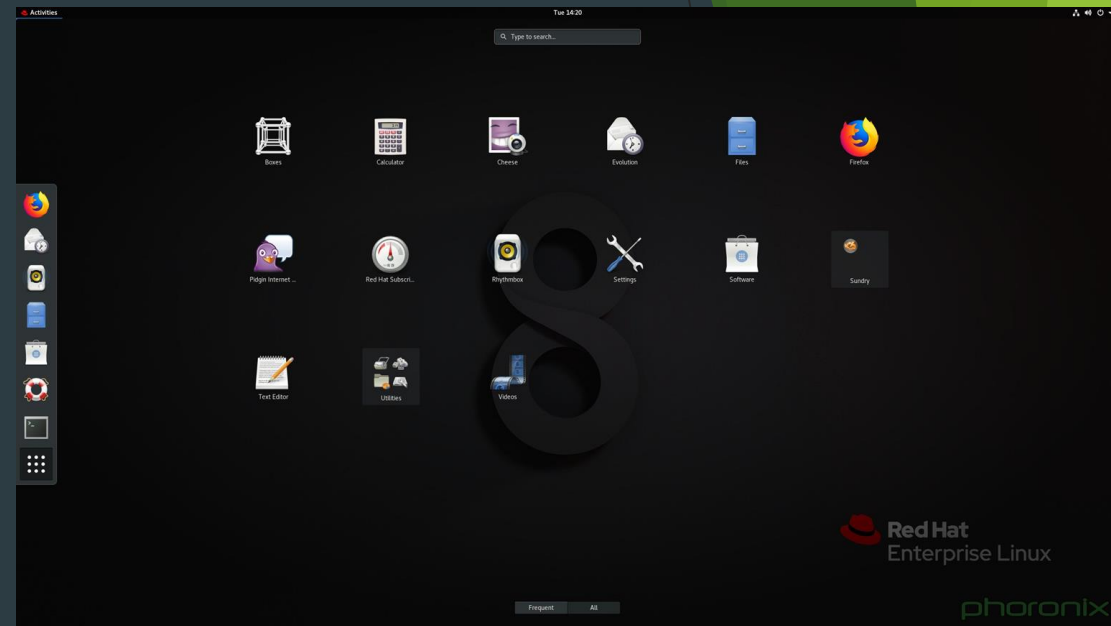 Activities
Tue 14:20
Type to search...
Boxes
Calculator
Cheese
Evolution
Files
Firefox
Pidgin Internet ...
Red Hat Subscri...
Rhythmbox
Settings
Software
Sundry
Text Editor
Utilities
Videos
8
Red Hat
Enterprise Linux
Frequent
All
phoronix